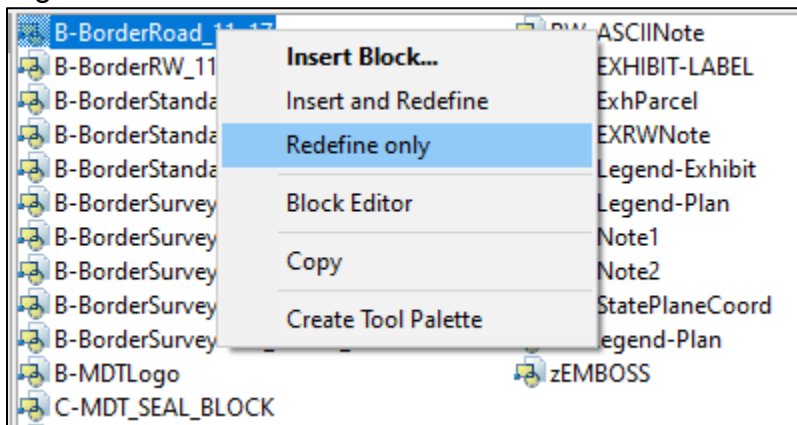 B-BorderRoad_11_17
B-BorderRW_11
B-BorderStanda
B-BorderStanda
B-BorderStanda
B-BorderSurvey
B-BorderSurvey
B-BorderSurvey
B-BorderSurvey
B-BorderSurvey
B-MDTLogo
C-MDT_SEAL_BLOCK
Insert Block...
Insert and Redefine
Redefine only
Block Editor
Copy
Create Tool Palette
RW-ASCIINote
EXHIBIT-LABEL
ExhParcel
EXRWNote
Legend-Exhibit
Legend-Plan
Note1
Note2
StatePlaneCoord
egend-Plan
zEMBOSS